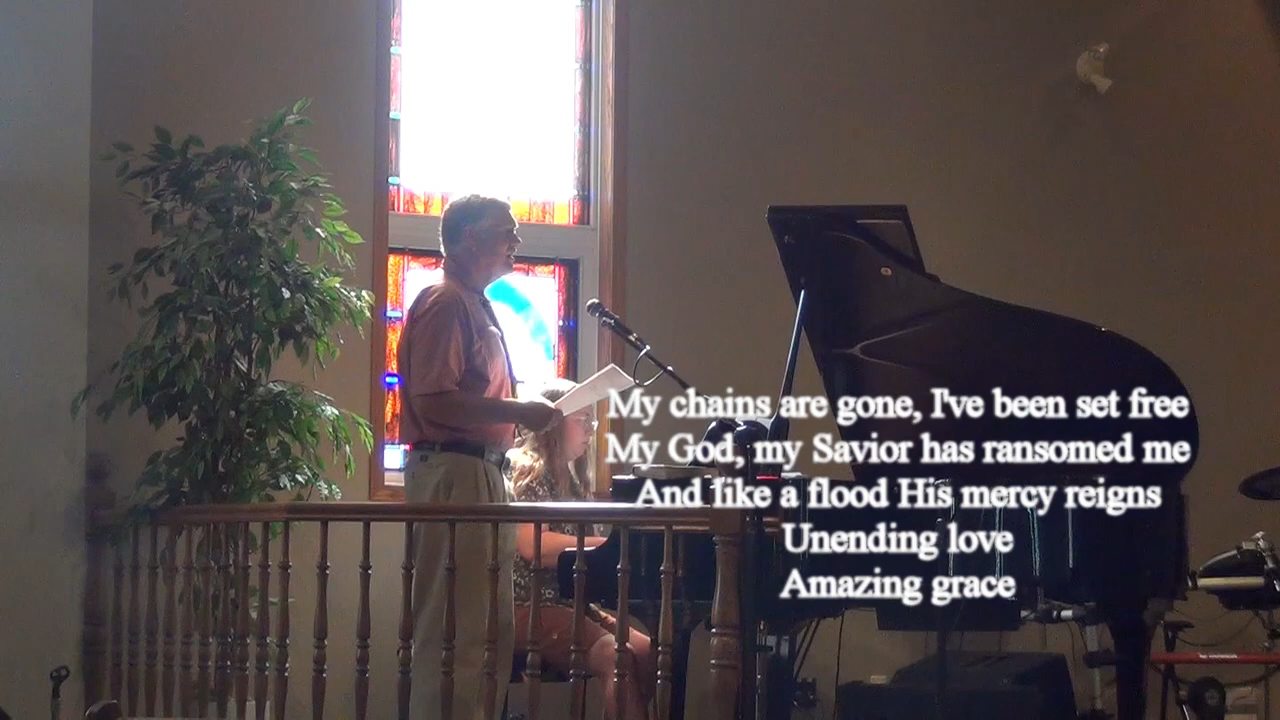 My chains are gone, I've been set free
My God, my Savior has ransomed me
And like a flood His mercy reigns
Unending love
Amazing grace